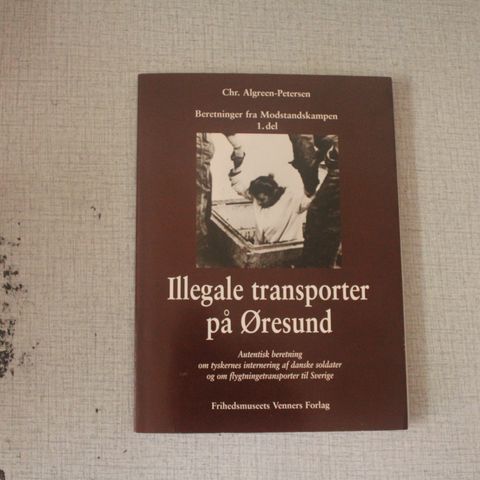 Chr. Algreen-Petersen
Beretninger fra Modstandskampen
1. del
Illegale transporter
på Øresund
Autentisk beretning
om tyskernes internering af danske soldater
og om flygtningetransporter til Sverige
Frihedsmuseets Venners Forlag